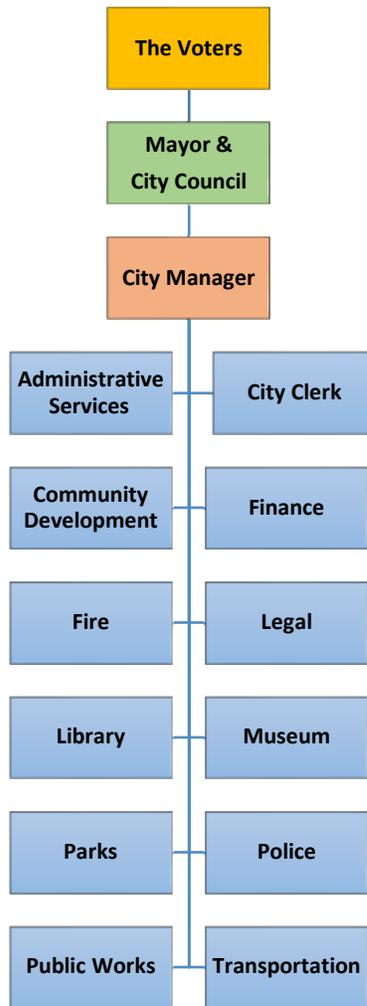 The Voters
Mayor &
City Council
City Manager
Administrative
Services
City Clerk
Community
Development
Finance
Fire
Legal
Library
Museum
Parks
Police
Public Works
Transportation